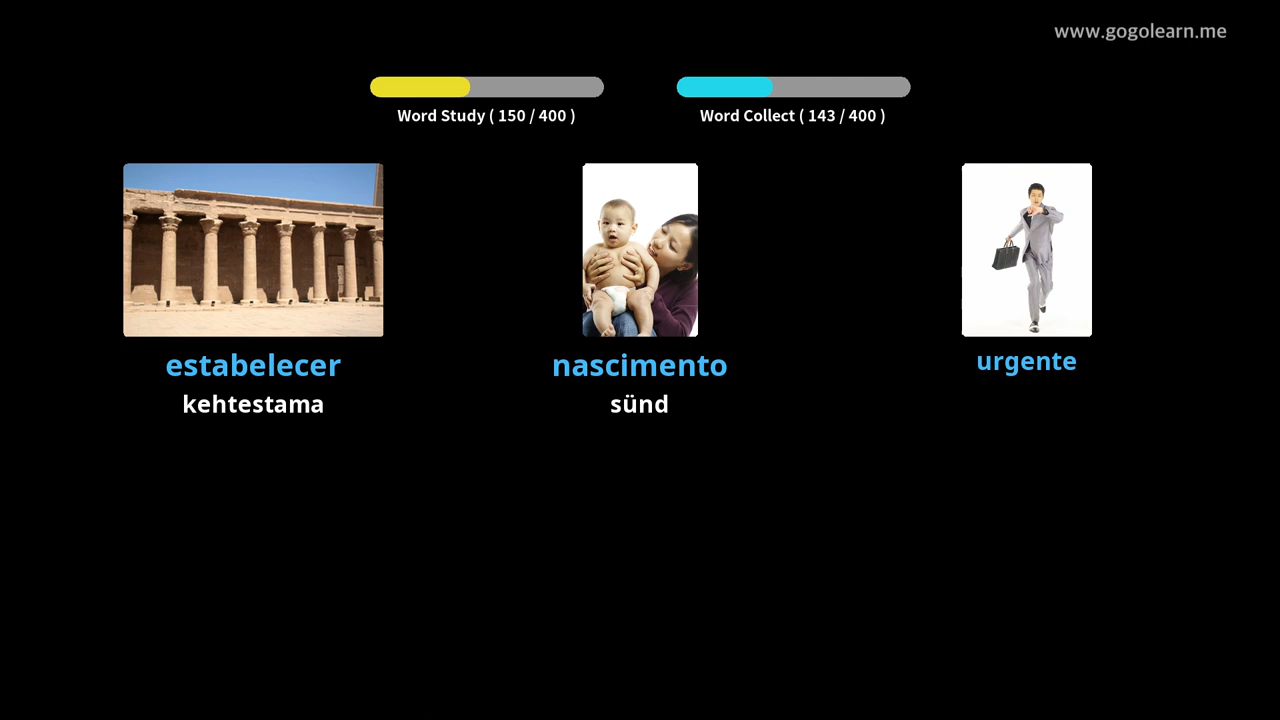 www.gogolearn.me
Word Study ( 150 / 400 )
Word Collect ( 143 / 400 )
estabelecer
kehtestama
nascimento
sünd
urgente